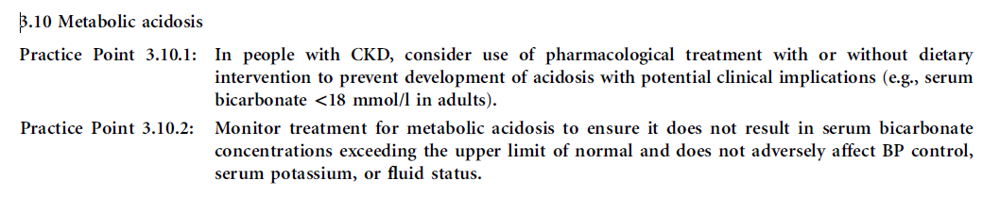 3.10 Metabolic acidosis
Practice Point 3.10.1: In people with CKD, consider use of pharmacological treatment with or without dietary
intervention to prevent development of acidosis with potential clinical implications (e.g., serum
bicarbonate <18 mmol/l in adults).
Practice Point 3.10.2: Monitor treatment for metabolic acidosis to ensure it does not result in serum bicarbonate
concentrations exceeding the upper limit of normal and does not adversely affect BP control,
serum potassium, or fluid status.